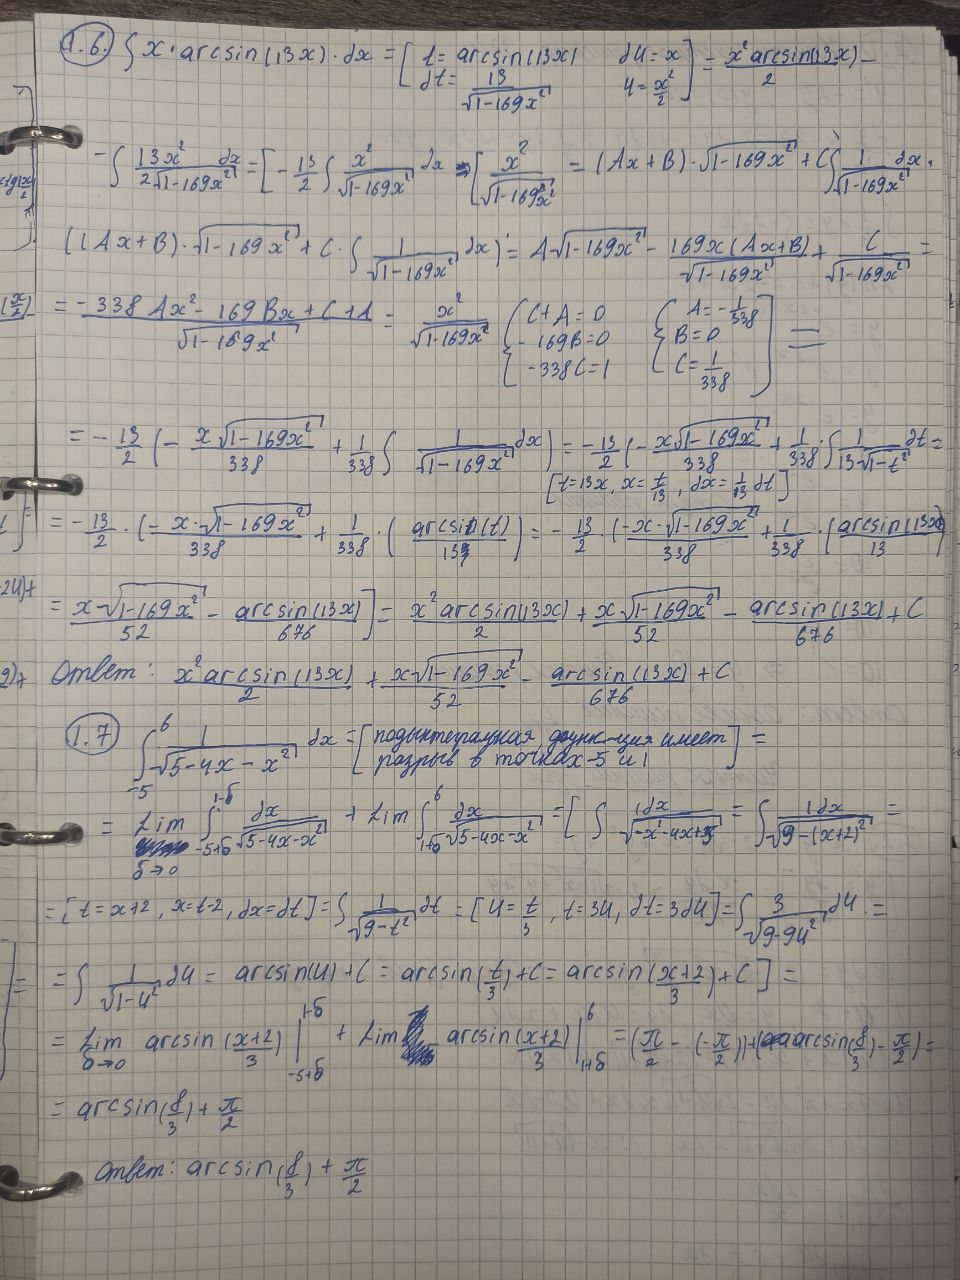 1.6. ∫ x·arcsin(13x)·dx = [ t = arcsin(13x) dU = x dt = 13/√(1-169x²) U = x²/2 ] = x² arcsin(13x)/2 -
- ∫ 13x² dx/(2√(1-169x²)) = [ -13/2 ∫ x²/√(1-169x²) dx ⇒ [ x²/√(1-169x²) = (Ax+B)·√(1-169x²) + C ∫ 1/√(1-169x²) dx.
((Ax+B)·√(1-169x²) + C·∫ 1/√(1-169x²) dx)' = A√(1-169x²) - 169x(Ax+B)/√(1-169x²) + C/√(1-169x²) =
= (-338Ax² - 169Bx + C + A)/√(1-169x²) = x²/√(1-169x²) { C+A=0 -169B=0 -338C=1 { A=-1/338 B=0 C=1/338 ] =
= -13/2 (- x√(1-169x²)/338 + 1/338 ∫ 1/√(1-169x²) dx) = -13/2 (- x√(1-169x²)/338 + 1/338·∫ 1/(13√(1-t²)) dt =
[t=13x, x=t/13, dx=1/13 dt]
= -13/2·(- x·√(1-169x²)/338 + 1/338·( arcsin(t)/13 ) = -13/2·(-x·√(1-169x²)/338 + 1/338·(arcsin(13x)/13)
= x√(1-169x²)/52 - arcsin(13x)/676 ] = x² arcsin(13x)/2 + x√(1-169x²)/52 - arcsin(13x)/676 + C
Ответ: x² arcsin(13x)/2 + x√(1-169x²)/52 - arcsin(13x)/676 + C
1.7 ∫₋₅⁶ 1/√(5-4x-x²) dx = [подынтегральная функ-ция имеет разрыв в точках -5 и 1] =
= Lim δ→0 ∫₋₅₊δ^(1-δ) dx/√(5-4x-x²) + Lim ∫₁₊δ⁶ dx/√(5-4x-x²) = [ ∫ 1dx/√(-x²-4x+5) = ∫ 1dx/√(9-(x+2)²) =
= [t=x+2, x=t-2, dx=dt] = ∫ 1/√(9-t²) dt = [U=t/3, t=3U, dt=3dU] = ∫ 3/√(9-9U²) dU =
= ∫ 1/√(1-U²) dU = arcsin(U)+C = arcsin(t/3)+C = arcsin((x+2)/3)+C ] =
= Lim δ→0 arcsin((x+2)/3) |₋₅₊δ^(1-δ) + Lim arcsin((x+2)/3) |₁₊δ⁶ = (π/2 - (-π/2)) + (arcsin(8/3) - π/2) =
= arcsin(8/3) + π/2
Ответ: arcsin(8/3) + π/2